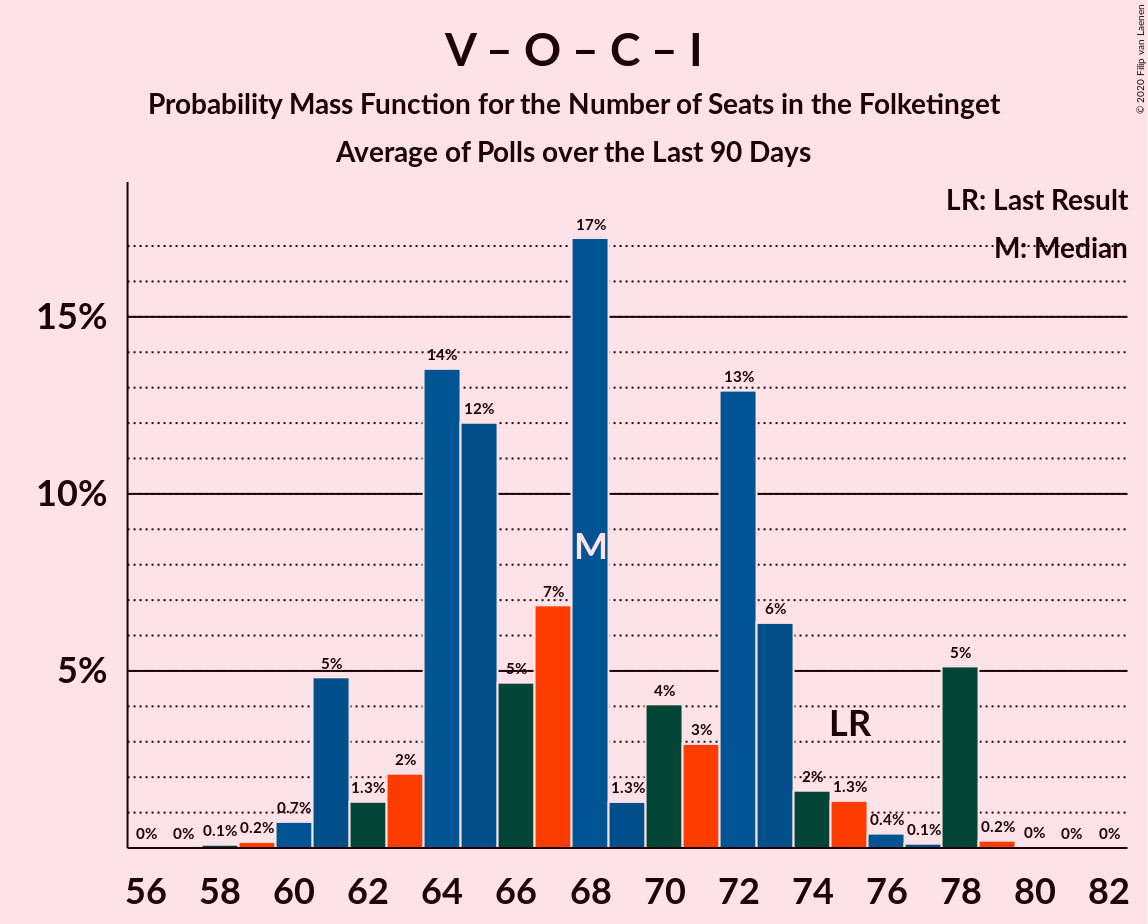 V – O – C – I
Probability Mass Function for the Number of Seats in the Folketinget
Average of Polls over the Last 90 Days
© 2020 Filip van Laenen
LR: Last Result
M: Median
15%
10%
5%
0% 0% 0.1% 0.2% 0.7% 5% 1.3% 2% 14% 12% 5% 7% 17% 1.3% 4% 3% 13% 6% 2% 1.3% 0.4% 0.1% 5% 0.2% 0% 0% 0%
M
LR
56 58 60 62 64 66 68 70 72 74 76 78 80 82